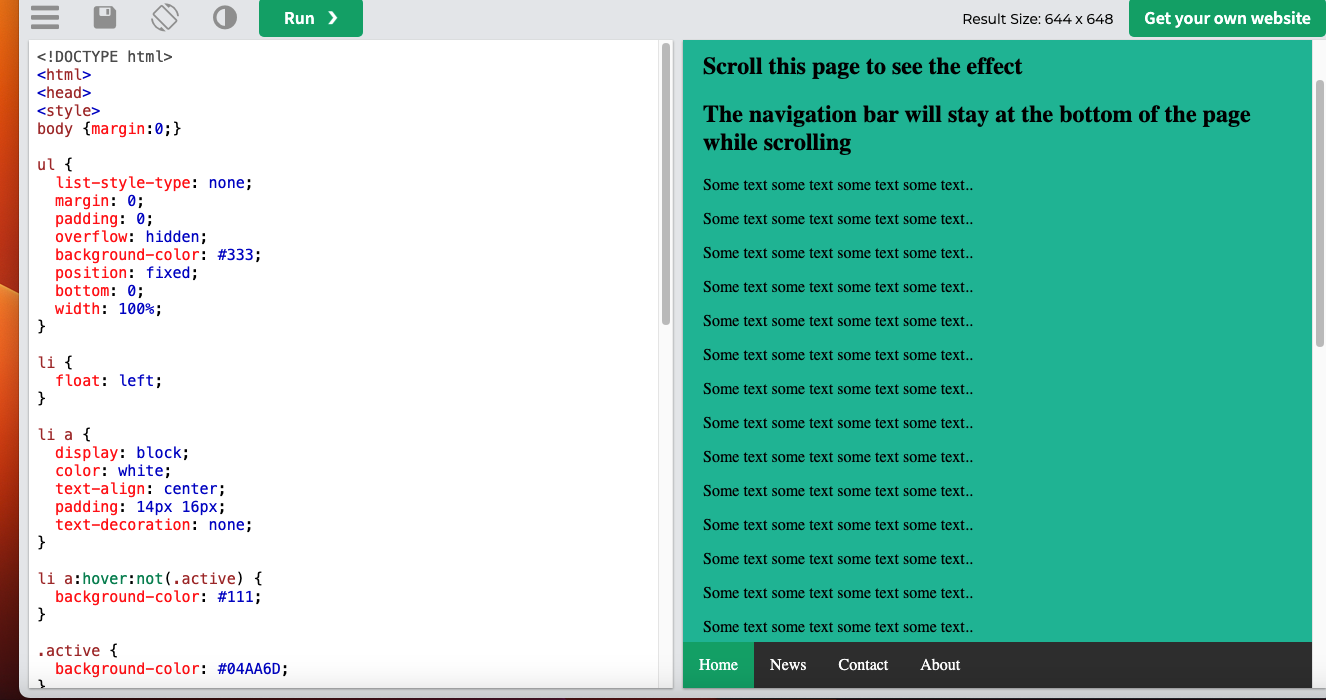 Run ❯
Result Size: 644 x 648
Get your own website
<!DOCTYPE html>
<html>
<head>
<style>
body {margin:0;}
ul {
  list-style-type: none;
  margin: 0;
  padding: 0;
  overflow: hidden;
  background-color: #333;
  position: fixed;
  bottom: 0;
  width: 100%;
}
li {
  float: left;
}
li a {
  display: block;
  color: white;
  text-align: center;
  padding: 14px 16px;
  text-decoration: none;
}
li a:hover:not(.active) {
  background-color: #111;
}
.active {
  background-color: #04AA6D;
}
Scroll this page to see the effect
The navigation bar will stay at the bottom of the page
while scrolling
Some text some text some text some text..
Some text some text some text some text..
Some text some text some text some text..
Some text some text some text some text..
Some text some text some text some text..
Some text some text some text some text..
Some text some text some text some text..
Some text some text some text some text..
Some text some text some text some text..
Some text some text some text some text..
Some text some text some text some text..
Some text some text some text some text..
Some text some text some text some text..
Some text some text some text some text..
Home News Contact About